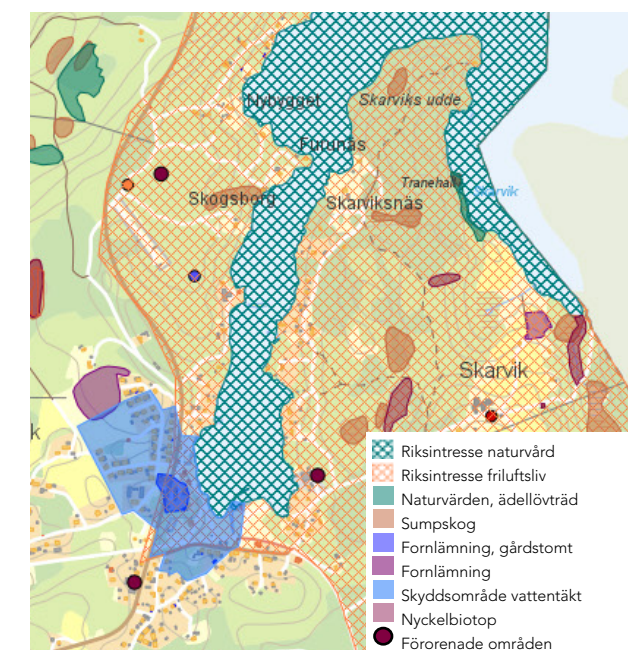 Nybygget
Skarviks udde
Furunäs
Tranehall
Skarvik
Skogsborg
Skarviksnäs
Skarvik
k
Riksintresse naturvård
Riksintresse friluftsliv
Naturvärden, ädellövträd
Sumpskog
Fornlämning, gårdstomt
Fornlämning
Skyddsområde vattentäkt
Nyckelbiotop
Förorenade områden